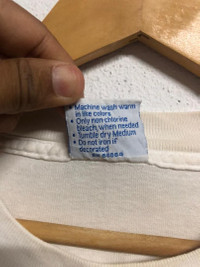 • Machine wash warm
in like colors
• Only non chlorine
bleach when needed
• Tumble dry Medium
• Do not iron if
decorated